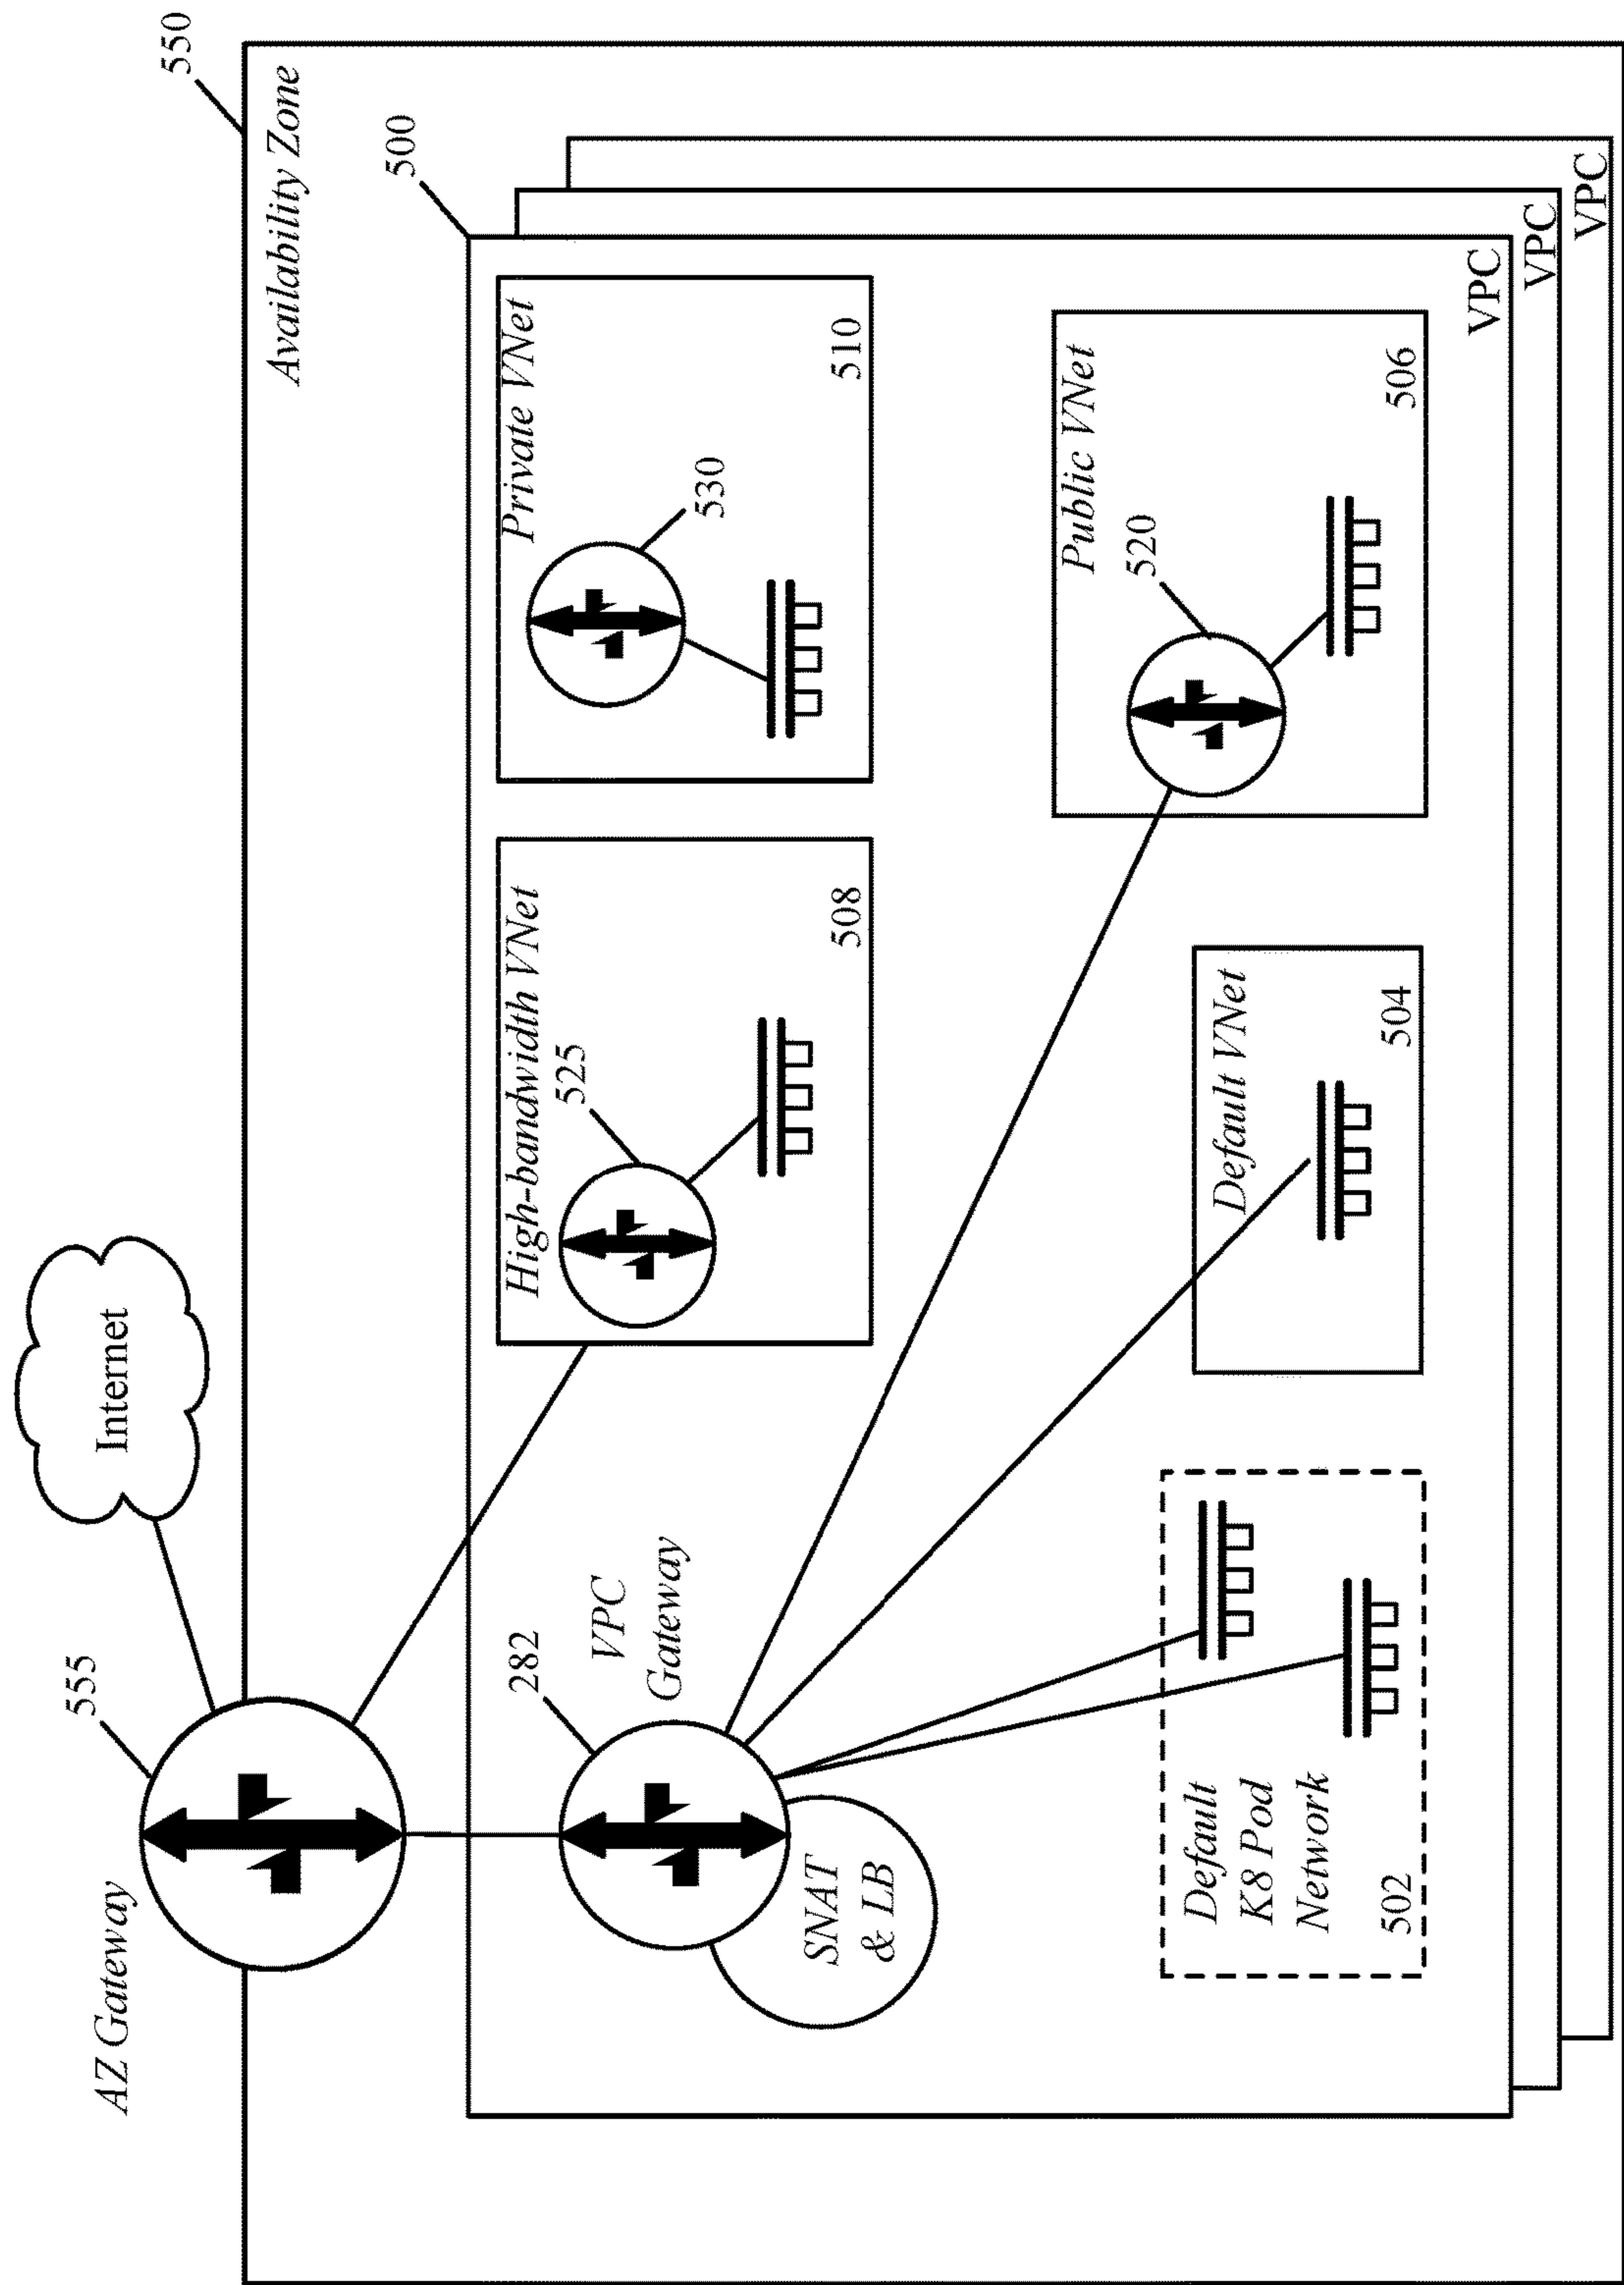 Internet
AZ Gateway
555
550
Availability Zone
500
282
VPC
Gateway
SNAT
& LB
High-bandwidth VNet
525
508
Private VNet
530
510
Default
K8 Pod
Network
502
Default VNet
504
Public VNet
520
506
VPC
VPC
VPC